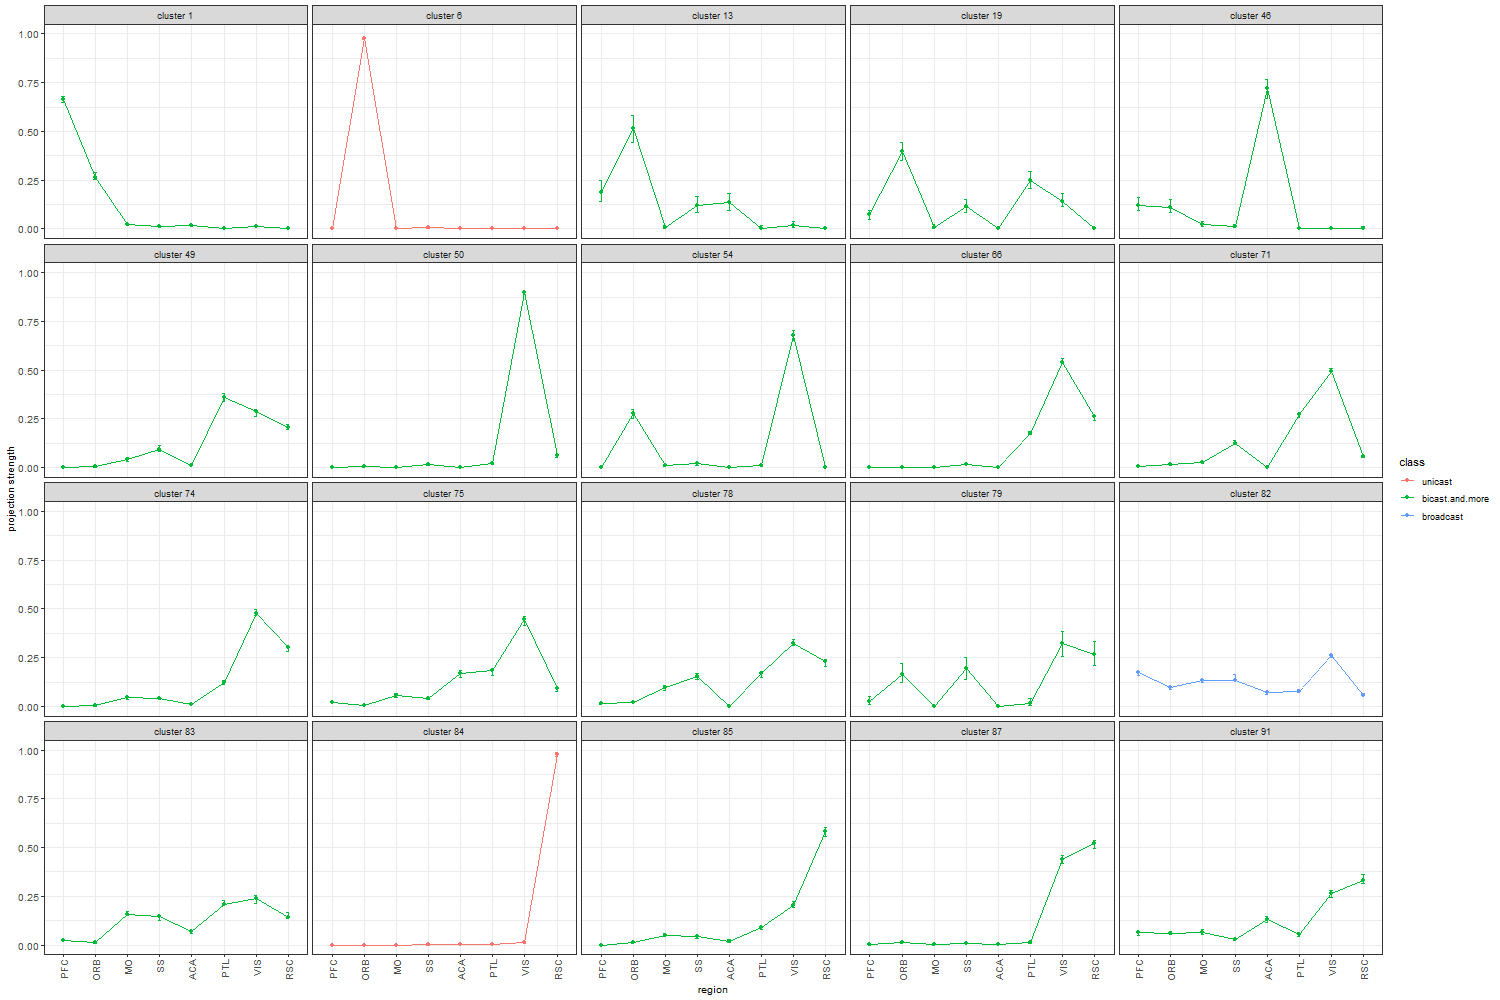 cluster 1 cluster 6 cluster 13 cluster 19 cluster 46
1.00
0.75
0.50
0.25
0.00
cluster 49 cluster 50 cluster 54 cluster 66 cluster 71
1.00
0.75
0.50
0.25
0.00
projection strength
cluster 74 cluster 75 cluster 78 cluster 79 cluster 82
1.00
0.75
0.50
0.25
0.00
cluster 83 cluster 84 cluster 85 cluster 87 cluster 91
1.00
0.75
0.50
0.25
0.00
PFC ORB MO SS ACA PTL VIS RSC PFC ORB MO SS ACA PTL VIS RSC PFC ORB MO SS ACA PTL VIS RSC PFC ORB MO SS ACA PTL VIS RSC PFC ORB MO SS ACA PTL VIS RSC
region
class
unicast
bicast.and.more
broadcast